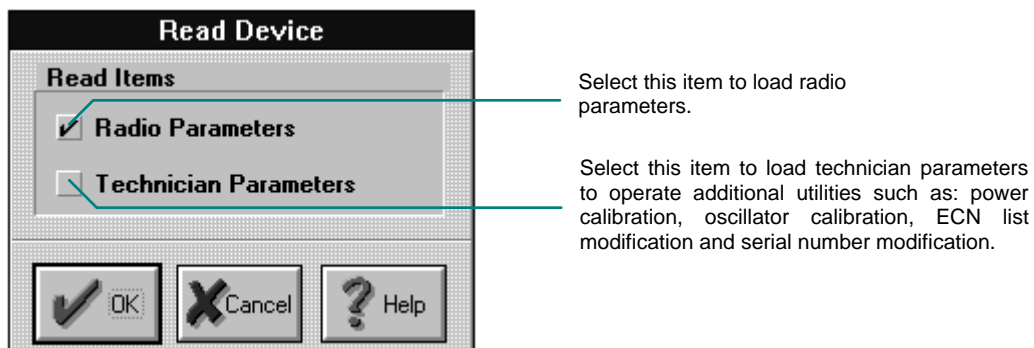 Read Device
Read Items
Radio Parameters
Technician Parameters
OK
Cancel
Help
Select this item to load radio
parameters.
Select this item to load technician parameters
to operate additional utilities such as: power
calibration, oscillator calibration, ECN list
modification and serial number modification.